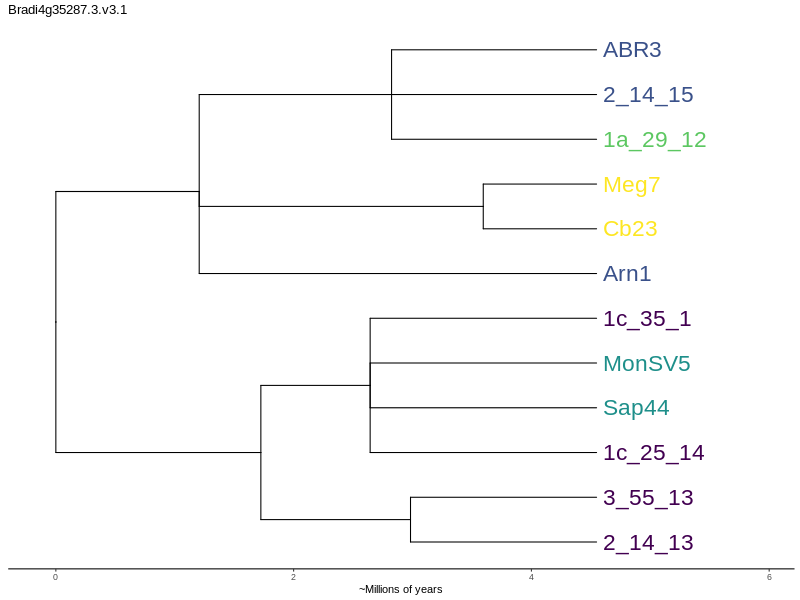 Bradi4g35287.3.v3.1
ABR3
2_14_15
1a_29_12
Meg7
Cb23
Arn1
1c_35_1
MonSV5
Sap44
1c_25_14
3_55_13
2_14_13
0 2 4 6
~Millions of years